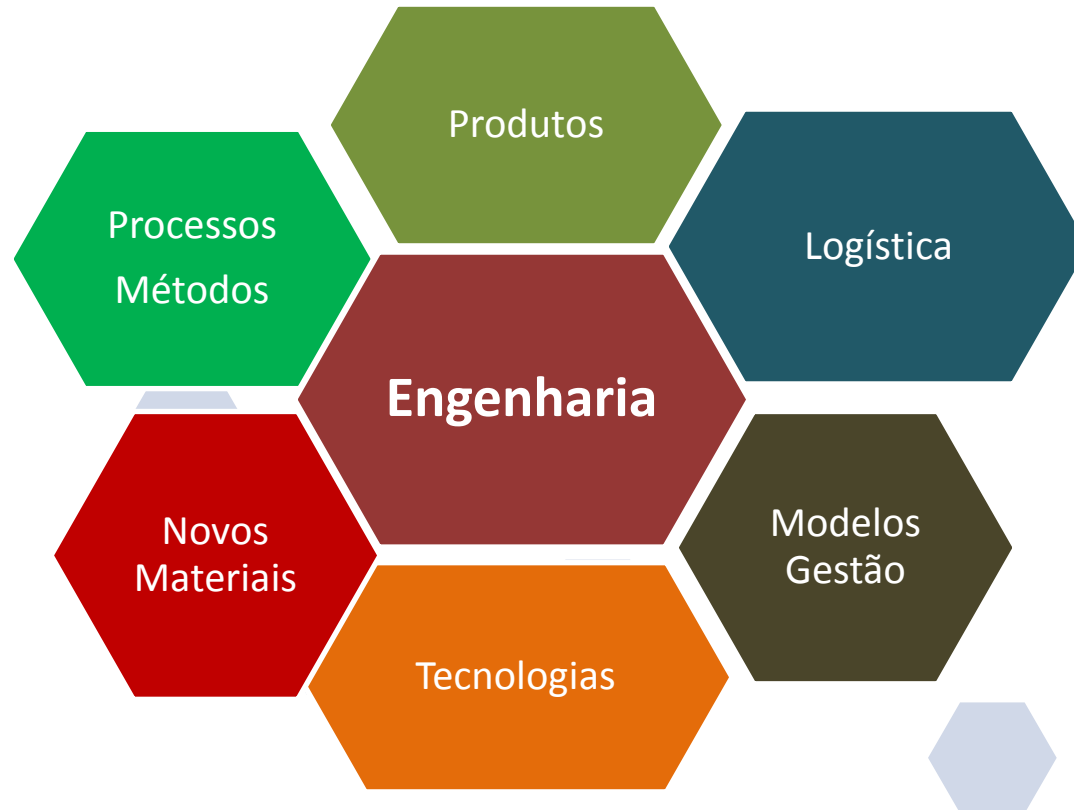 Produtos
Processos
Métodos
Logística
Engenharia
Novos
Materiais
Modelos
Gestão
Tecnologias